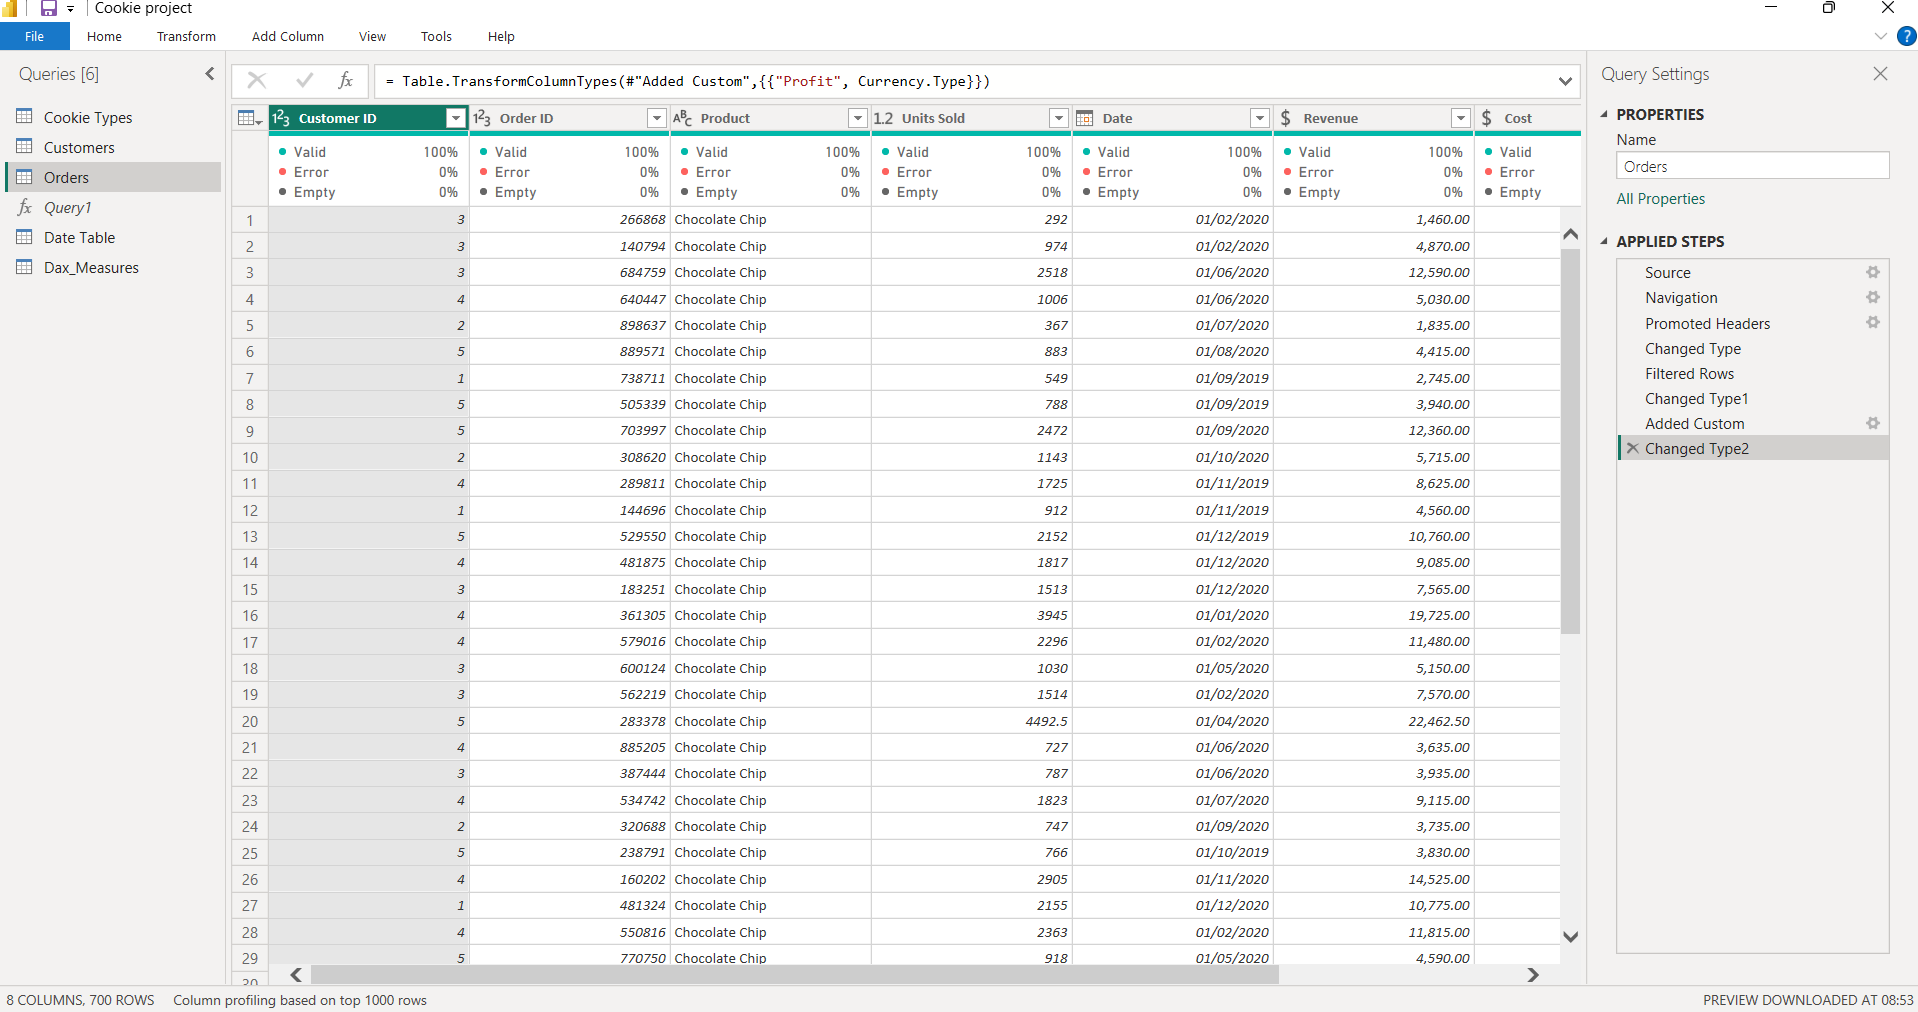 Cookie project
File Home Transform Add Column View Tools Help
Queries [6]
Cookie Types
Customers
Orders
Query1
Date Table
Dax_Measures
= Table.TransformColumnTypes(#"Added Custom",{{"Profit", Currency.Type}})
Customer ID Order ID Product Units Sold Date Revenue Cost
Valid 100% Valid 100% Valid 100% Valid 100% Valid 100% Valid 100% Valid
Error 0% Error 0% Error 0% Error 0% Error 0% Error 0% Error
Empty 0% Empty 0% Empty 0% Empty 0% Empty 0% Empty 0% Empty
1 3 266868 Chocolate Chip 292 01/02/2020 1,460.00
2 3 140794 Chocolate Chip 974 01/02/2020 4,870.00
3 3 684759 Chocolate Chip 2518 01/06/2020 12,590.00
4 4 640447 Chocolate Chip 1006 01/06/2020 5,030.00
5 2 898637 Chocolate Chip 367 01/07/2020 1,835.00
6 5 889571 Chocolate Chip 883 01/08/2020 4,415.00
7 1 738711 Chocolate Chip 549 01/09/2019 2,745.00
8 5 505339 Chocolate Chip 788 01/09/2019 3,940.00
9 5 703997 Chocolate Chip 2472 01/09/2019 12,360.00
10 2 308620 Chocolate Chip 1143 01/10/2020 5,715.00
11 4 289811 Chocolate Chip 1725 01/11/2019 8,625.00
12 1 144696 Chocolate Chip 912 01/11/2019 4,560.00
13 5 529550 Chocolate Chip 2152 01/12/2019 10,760.00
14 4 481875 Chocolate Chip 1817 01/12/2020 9,085.00
15 3 183251 Chocolate Chip 1513 01/12/2020 7,565.00
16 4 361305 Chocolate Chip 3945 01/01/2020 19,725.00
17 4 579016 Chocolate Chip 2296 01/02/2020 11,480.00
18 3 600124 Chocolate Chip 1030 01/05/2020 5,150.00
19 3 562219 Chocolate Chip 1514 01/02/2020 7,570.00
20 5 283378 Chocolate Chip 4492.5 01/04/2020 22,462.50
21 4 885205 Chocolate Chip 727 01/06/2020 3,635.00
22 3 387444 Chocolate Chip 787 01/06/2020 3,935.00
23 4 534742 Chocolate Chip 1823 01/07/2020 9,115.00
24 2 320688 Chocolate Chip 747 01/09/2020 3,735.00
25 5 238791 Chocolate Chip 766 01/10/2019 3,830.00
26 4 160202 Chocolate Chip 2905 01/11/2020 14,525.00
27 1 481324 Chocolate Chip 2155 01/12/2020 10,775.00
28 4 550816 Chocolate Chip 2363 01/02/2020 11,815.00
29 5 770750 Chocolate Chip 918 01/05/2020 4,590.00
30
Query Settings
PROPERTIES
Name
Orders
All Properties
APPLIED STEPS
Source
Navigation
Promoted Headers
Changed Type
Filtered Rows
Changed Type1
Added Custom
Changed Type2
8 COLUMNS, 700 ROWS Column profiling based on top 1000 rows PREVIEW DOWNLOADED AT 08:53